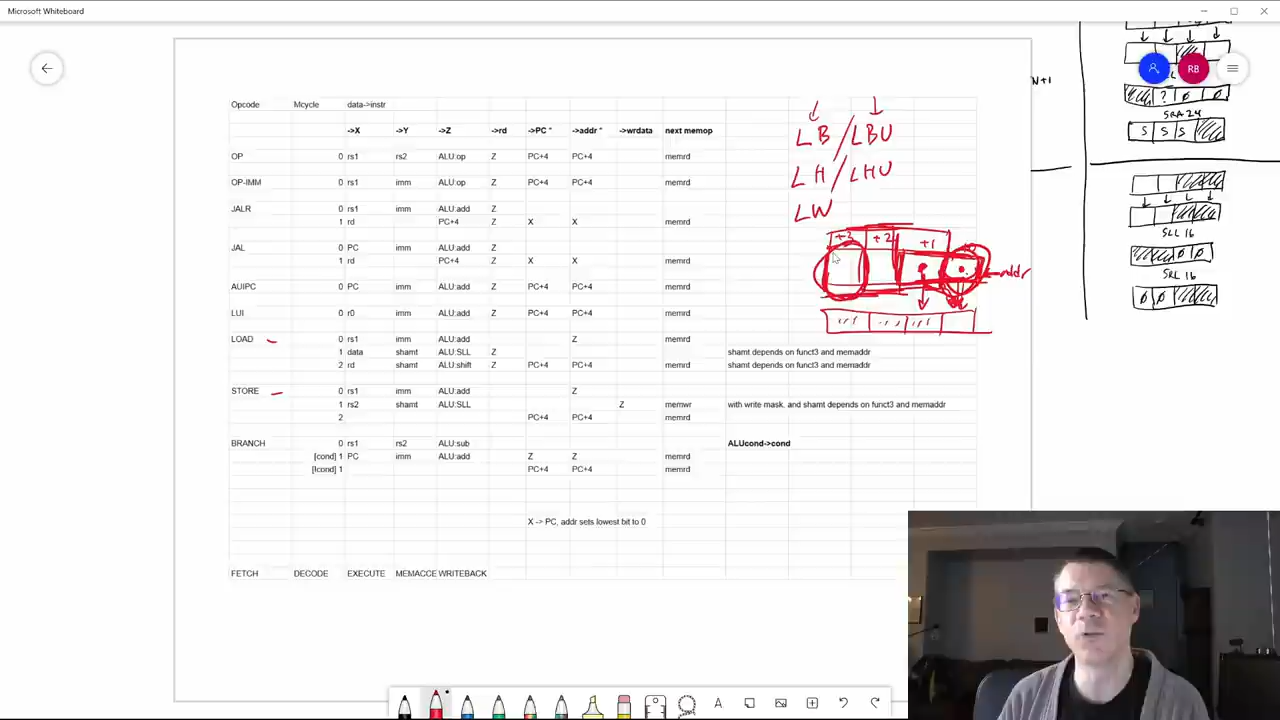 Microsoft Whiteboard
RB
Opcode Mcycle data->instr
->X ->Y ->Z ->rd ->PC * ->addr * ->wrdata next memop
OP 0 rs1 rs2 ALU:op Z PC+4 PC+4 memrd
OP-IMM 0 rs1 imm ALU:op Z PC+4 PC+4 memrd
JALR 0 rs1 imm ALU:add Z
1 rd PC+4 Z X X memrd
JAL 0 PC imm ALU:add Z
1 rd PC+4 Z X X memrd
AUIPC 0 PC imm ALU:add Z PC+4 PC+4 memrd
LUI 0 r0 imm ALU:add Z PC+4 PC+4 memrd
LOAD 0 rs1 imm ALU:add Z memrd
1 data shamt ALU:SLL Z shamt depends on funct3 and memaddr
2 rd shamt ALU:shift Z PC+4 PC+4 memrd shamt depends on funct3 and memaddr
STORE 0 rs1 imm ALU:add Z
1 rs2 shamt ALU:SLL Z memwr with write mask, and shamt depends on funct3 and memaddr
2 PC+4 PC+4 memrd
BRANCH 0 rs1 rs2 ALU:sub ALUcond->cond
[cond] 1 PC imm ALU:add Z Z memrd
[!cond] 1 PC+4 PC+4 memrd
X -> PC, addr sets lowest bit to 0
FETCH DECODE EXECUTE MEMACCE WRITEBACK
LB/LBU
LH/LHU
LW
+3 +2 +1
addr
N+1
? ø ø
SRA 24
S S S
SLL 16
ø ø
SRL 16
ø ø
A